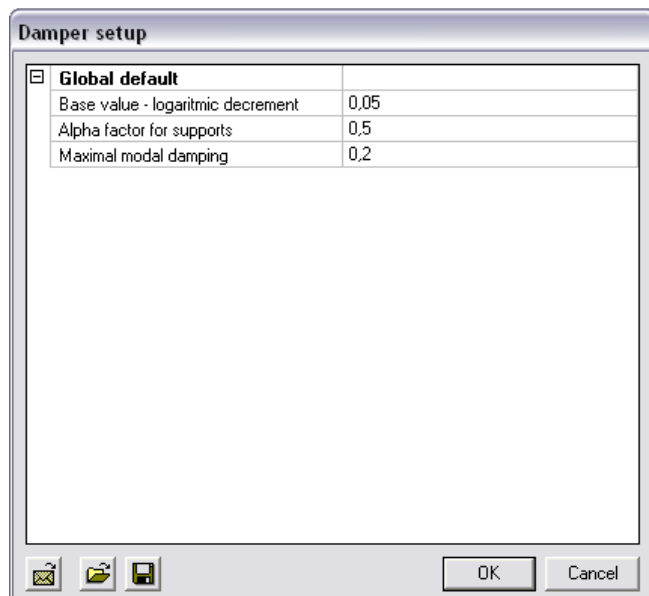 Damper setup
Global default
Base value - logaritmic decrement 0,05
Alpha factor for supports 0,5
Maximal modal damping 0,2
OK Cancel